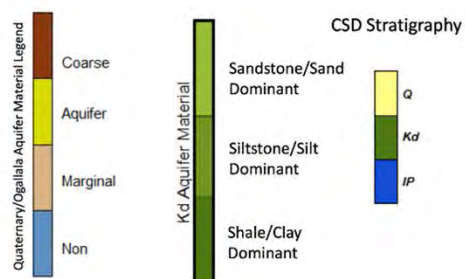 Quaternary/Ogallala Aquifer Material Legend
Coarse
Aquifer
Marginal
Non
Kd Aquifer Material
Sandstone/Sand
Dominant
Siltstone/Silt
Dominant
Shale/Clay
Dominant
CSD Stratigraphy
Q
Kd
IP